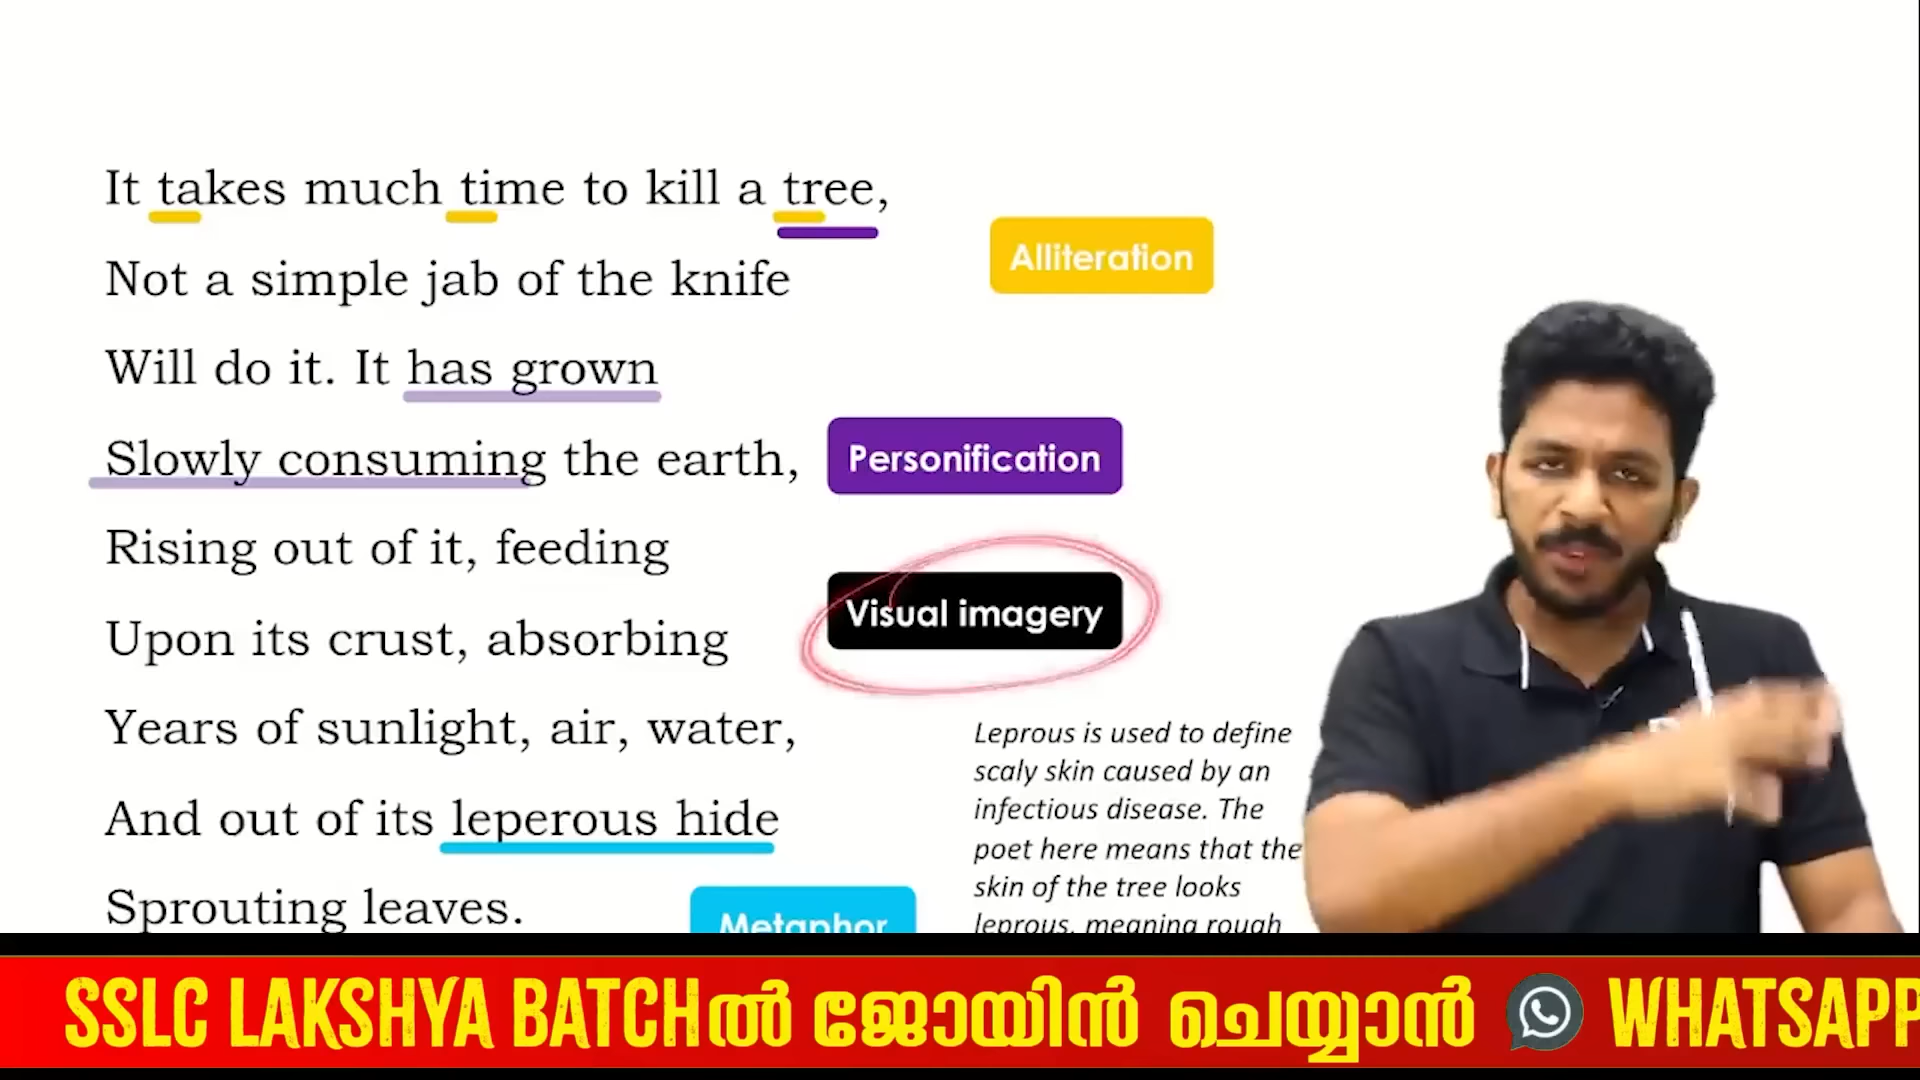 It takes much time to kill a tree,
Not a simple jab of the knife
Will do it. It has grown
Slowly consuming the earth,
Rising out of it, feeding
Upon its crust, absorbing
Years of sunlight, air, water,
And out of its leperous hide
Sprouting leaves.
Alliteration
Personification
Visual imagery
Leprous is used to define
scaly skin caused by an
infectious disease. The
poet here means that the
skin of the tree looks
leprous, meaning rough
Metaphor
SSLC LAKSHYA BATCHൽ ജോയിൻ ചെയ്യാൻ WHATSAPP